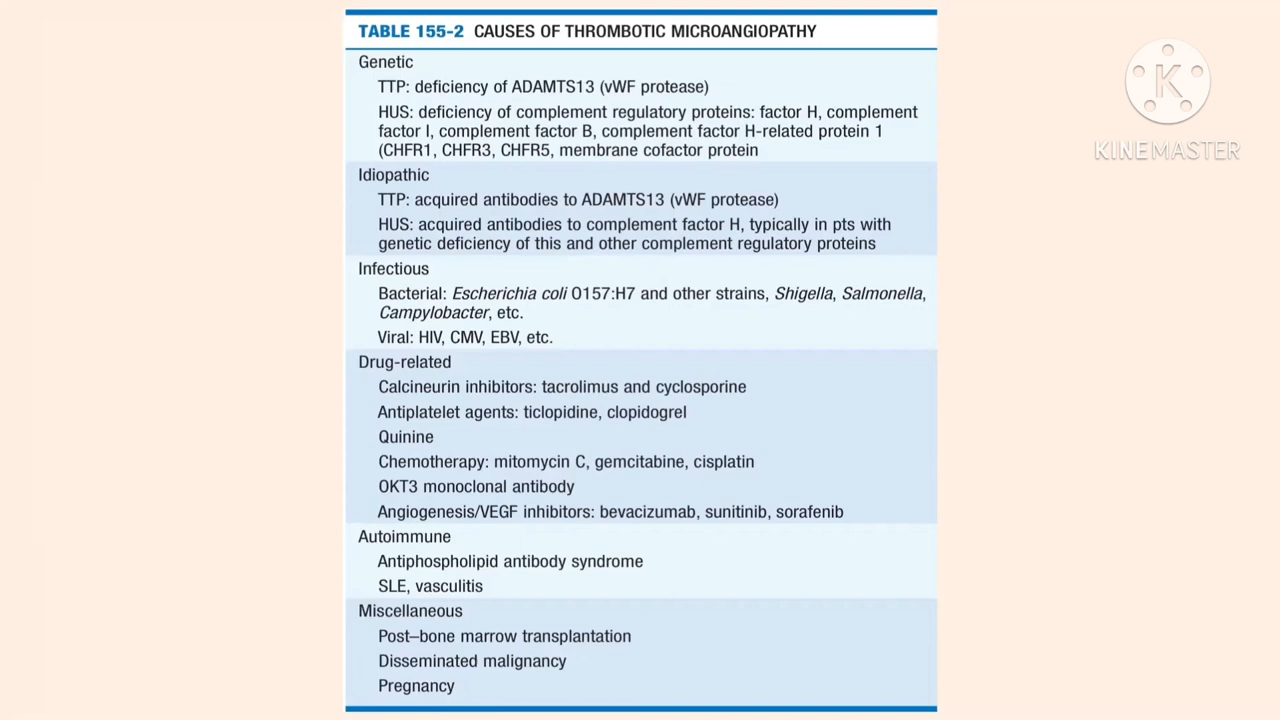 TABLE 155-2 CAUSES OF THROMBOTIC MICROANGIOPATHY
Genetic
TTP: deficiency of ADAMTS13 (vWF protease)
HUS: deficiency of complement regulatory proteins: factor H, complement
factor I, complement factor B, complement factor H-related protein 1
(CHFR1, CHFR3, CHFR5, membrane cofactor protein
Idiopathic
TTP: acquired antibodies to ADAMTS13 (vWF protease)
HUS: acquired antibodies to complement factor H, typically in pts with
genetic deficiency of this and other complement regulatory proteins
Infectious
Bacterial: Escherichia coli O157:H7 and other strains, Shigella, Salmonella,
Campylobacter, etc.
Viral: HIV, CMV, EBV, etc.
Drug-related
Calcineurin inhibitors: tacrolimus and cyclosporine
Antiplatelet agents: ticlopidine, clopidogrel
Quinine
Chemotherapy: mitomycin C, gemcitabine, cisplatin
OKT3 monoclonal antibody
Angiogenesis/VEGF inhibitors: bevacizumab, sunitinib, sorafenib
Autoimmune
Antiphospholipid antibody syndrome
SLE, vasculitis
Miscellaneous
Post–bone marrow transplantation
Disseminated malignancy
Pregnancy
K
KINEMASTER